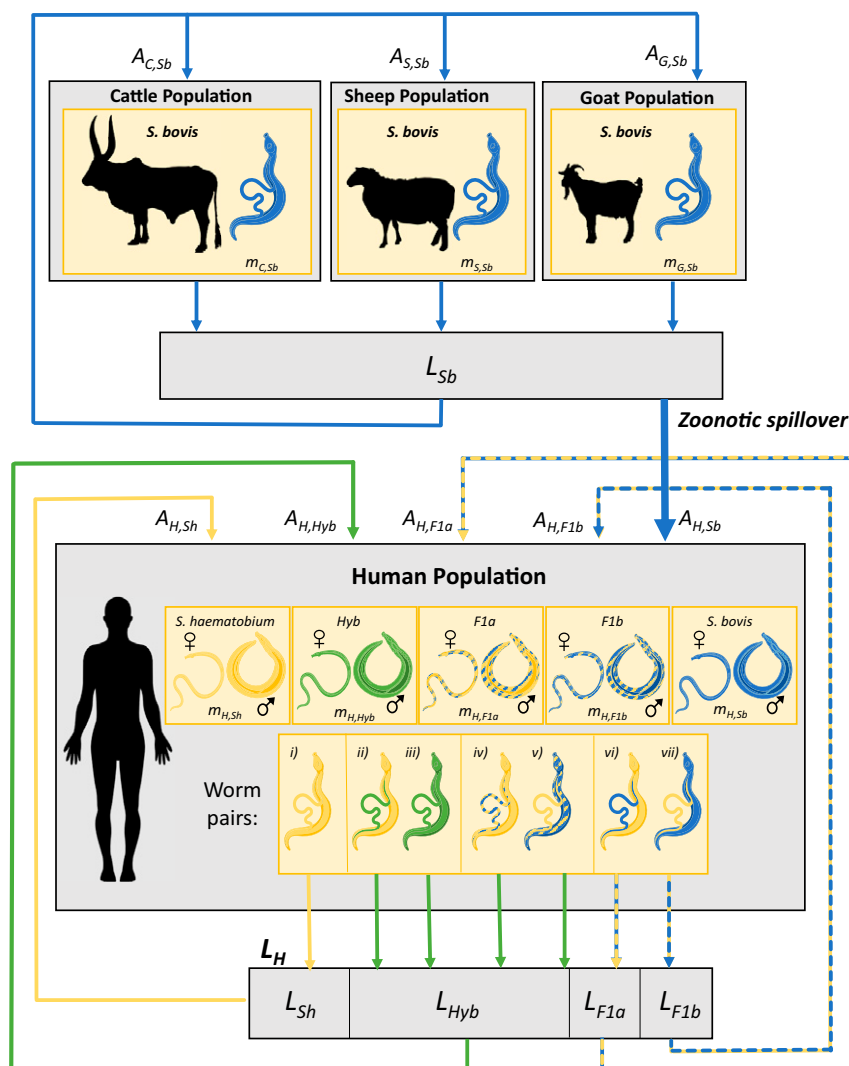 A_C,Sb A_S,Sb A_G,Sb
Cattle Population Sheep Population Goat Population
S. bovis S. bovis S. bovis
m_C,Sb m_S,Sb m_G,Sb
L_Sb
Zoonotic spillover
A_H,Sh A_H,Hyb A_H,F1a A_H,F1b A_H,Sb
Human Population
S. haematobium Hyb F1a F1b S. bovis
♀ ♀ ♀ ♀ ♀
m_H,Sh ♂ m_H,Hyb ♂ m_H,F1a ♂ m_H,F1b ♂ m_H,Sb ♂
i) ii) iii) iv) v) vi) vii)
Worm
pairs:
L_H
L_Sh L_Hyb L_F1a L_F1b